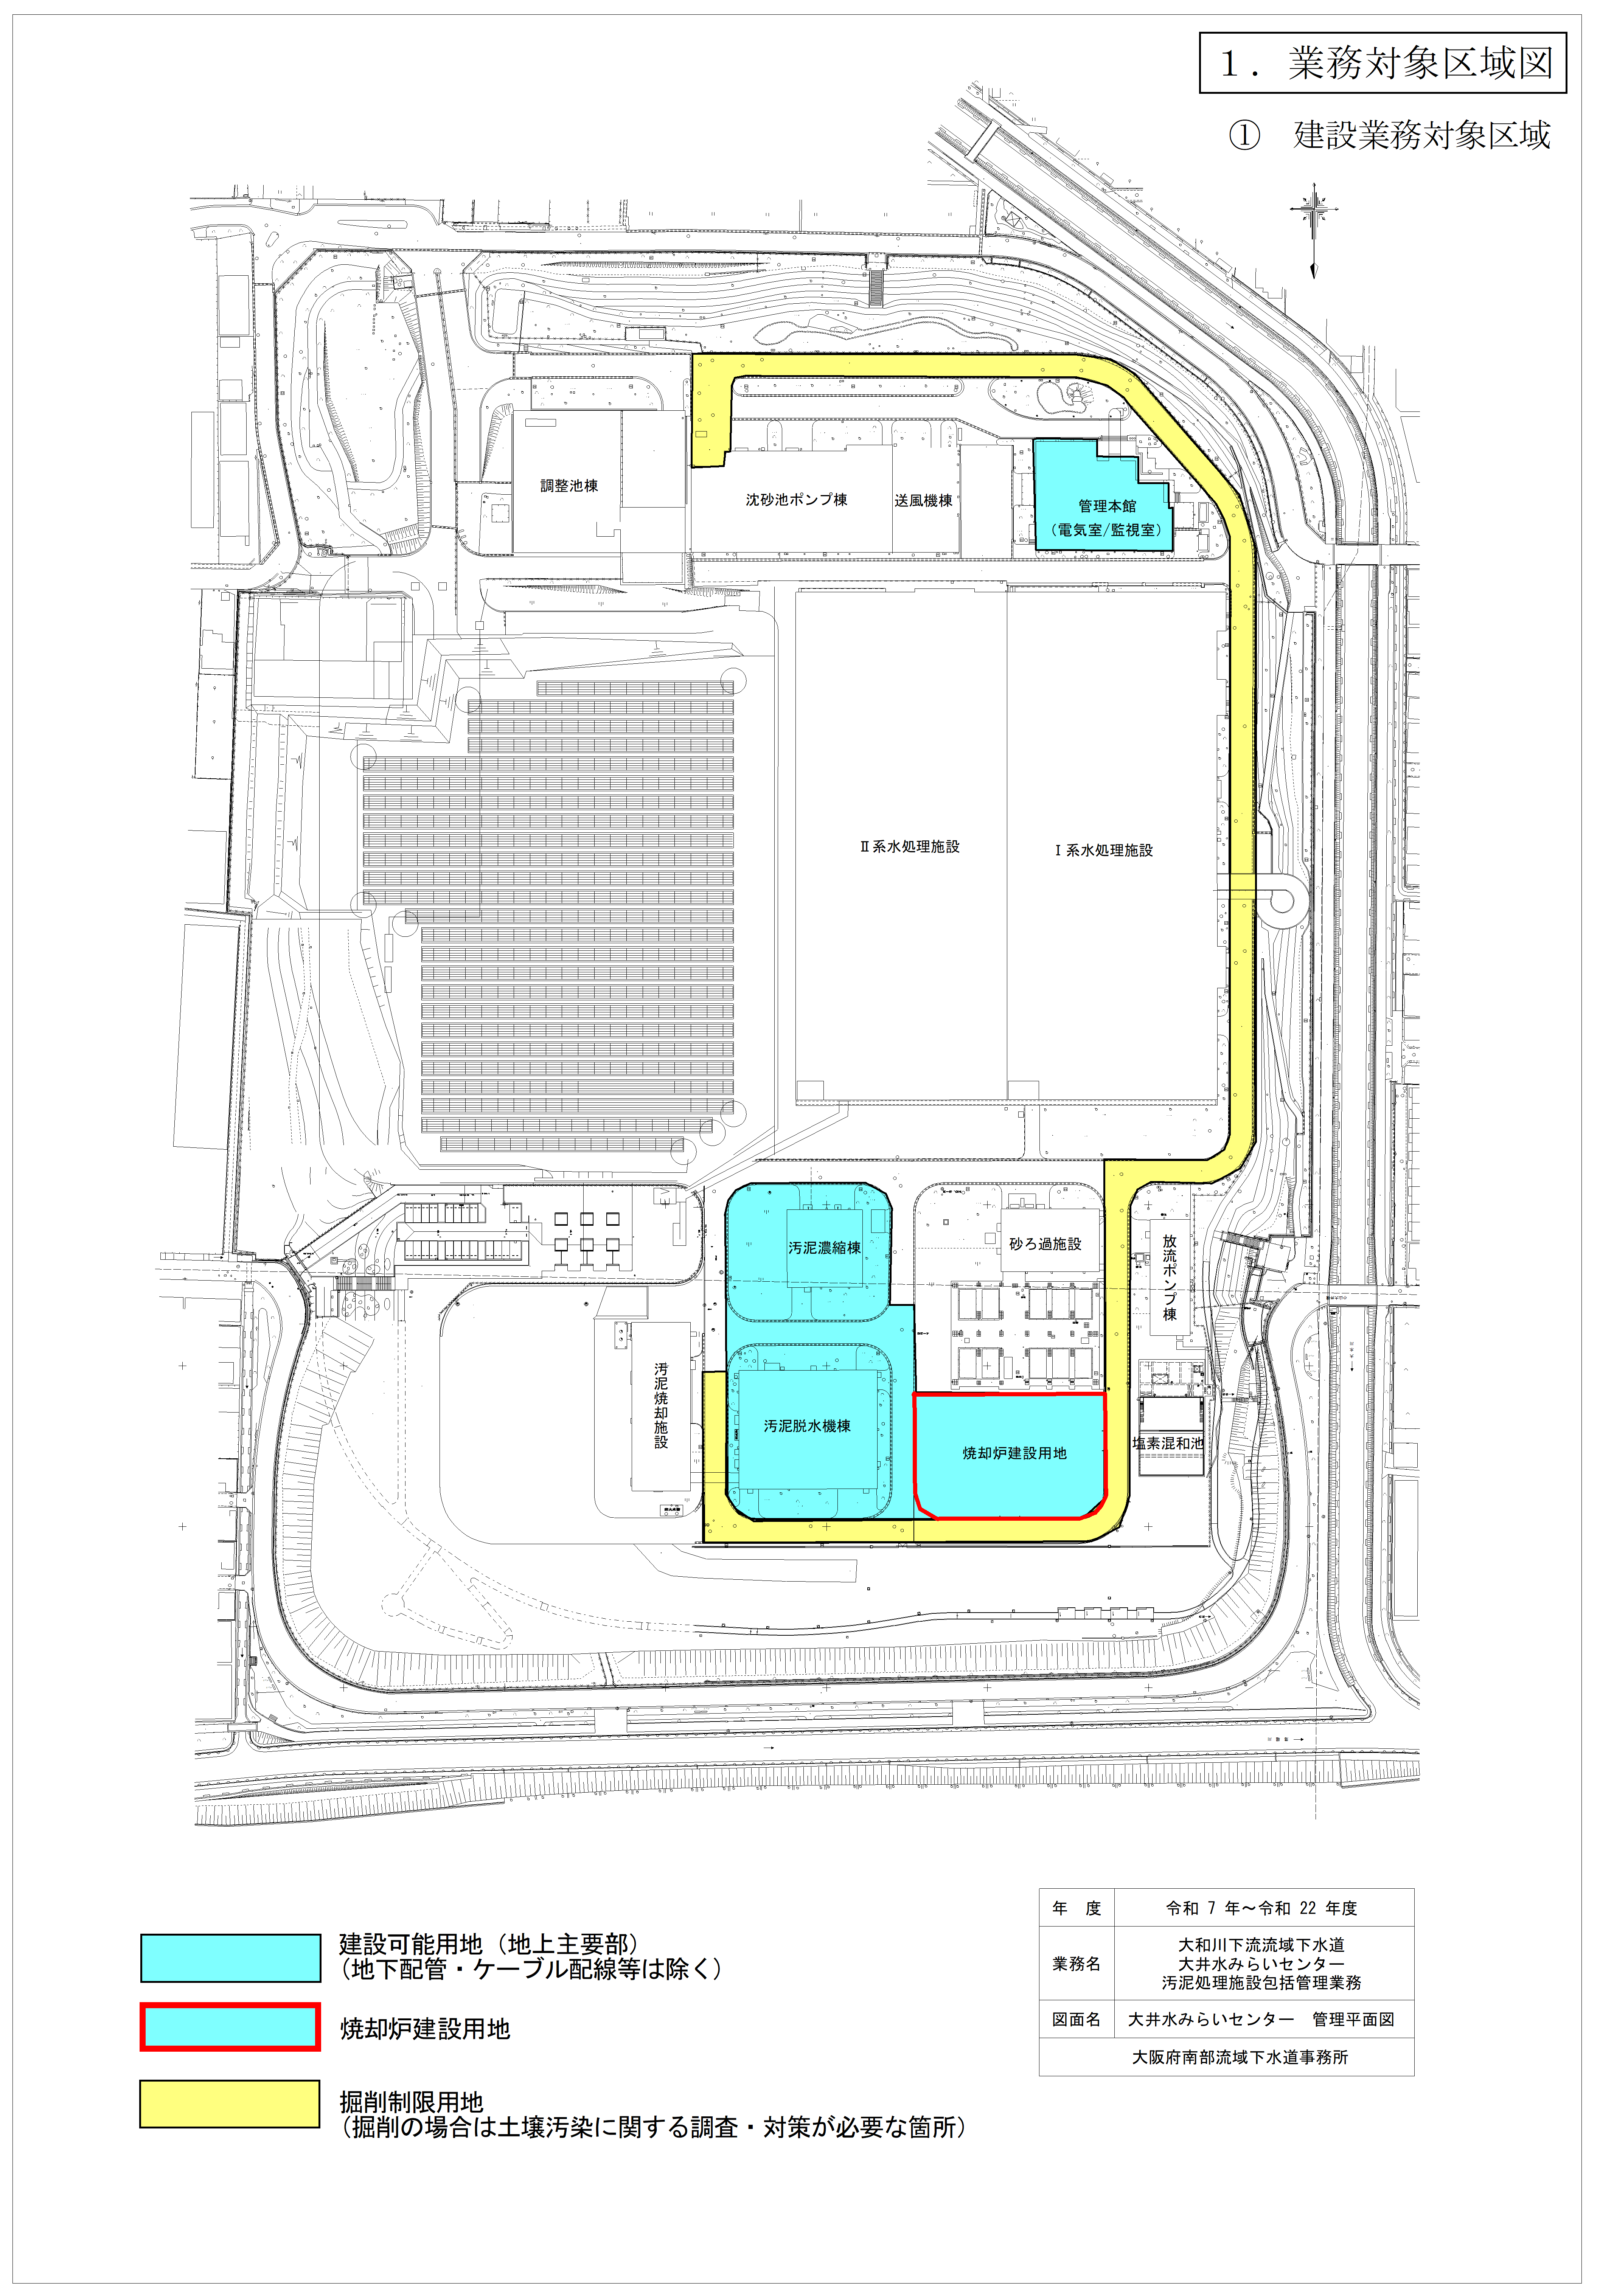 1．業務対象区域図
① 建設業務対象区域
調整池棟
沈砂池ポンプ棟
送風機棟
管理本館
（電気室/監視室）
Ⅱ系水処理施設
Ⅰ系水処理施設
汚泥濃縮棟
砂ろ過施設
放流ポンプ棟
汚泥焼却施設
汚泥脱水機棟
焼却炉建設用地
塩素混和池
建設可能用地（地上主要部）
（地下配管・ケーブル配線等は除く）
焼却炉建設用地
掘削制限用地
（掘削の場合は土壌汚染に関する調査・対策が必要な箇所）
年 度 令和 7 年～令和 22 年度
業務名 大和川下流流域下水道
大井水みらいセンター
汚泥処理施設包括管理業務
図面名 大井水みらいセンター 管理平面図
大阪府南部流域下水道事務所